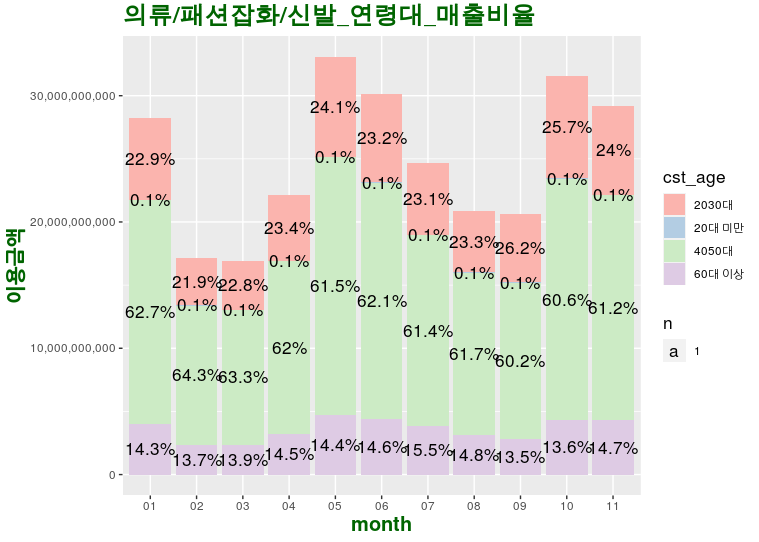 의류/패션잡화/신발_연령대_매출비율
이용금액
30,000,000,000
20,000,000,000
10,000,000,000
0
22.9% 21.9% 22.8% 23.4% 24.1% 23.2% 23.1% 23.3% 26.2% 25.7% 24%
0.1% 0.1% 0.1% 0.1% 0.1% 0.1% 0.1% 0.1% 0.1% 0.1% 0.1%
62.7% 64.3% 63.3% 62% 61.5% 62.1% 61.4% 61.7% 60.2% 60.6% 61.2%
14.3% 13.7% 13.9% 14.5% 14.4% 14.6% 15.5% 14.8% 13.5% 13.6% 14.7%
01 02 03 04 05 06 07 08 09 10 11
month
cst_age
2030대
20대 미만
4050대
60대 이상
n
a 1